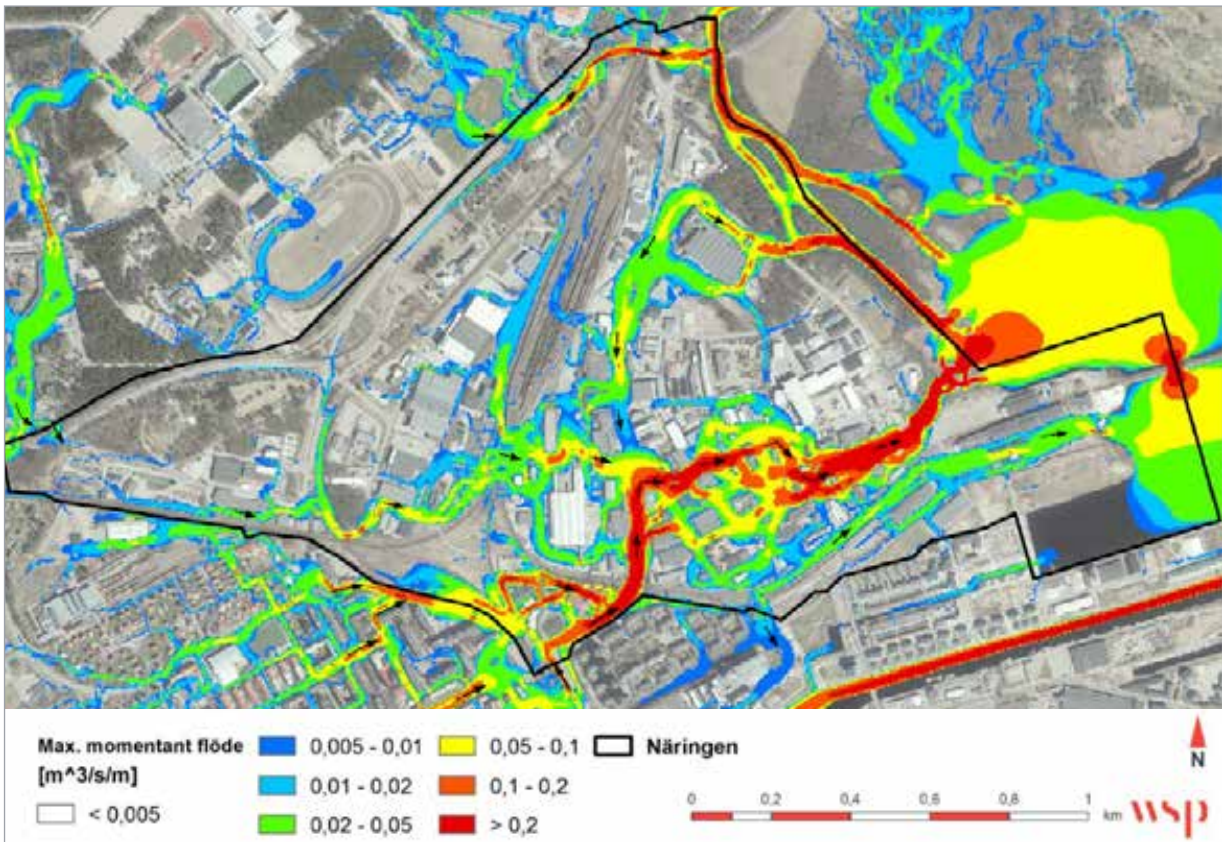 Max. momentant flöde
[m^3/s/m]
< 0,005
0,005 - 0,01
0,01 - 0,02
0,02 - 0,05
0,05 - 0,1
0,1 - 0,2
> 0,2
Näringen
N
0 0,2 0,4 0,6 0,8 1
km
wsp